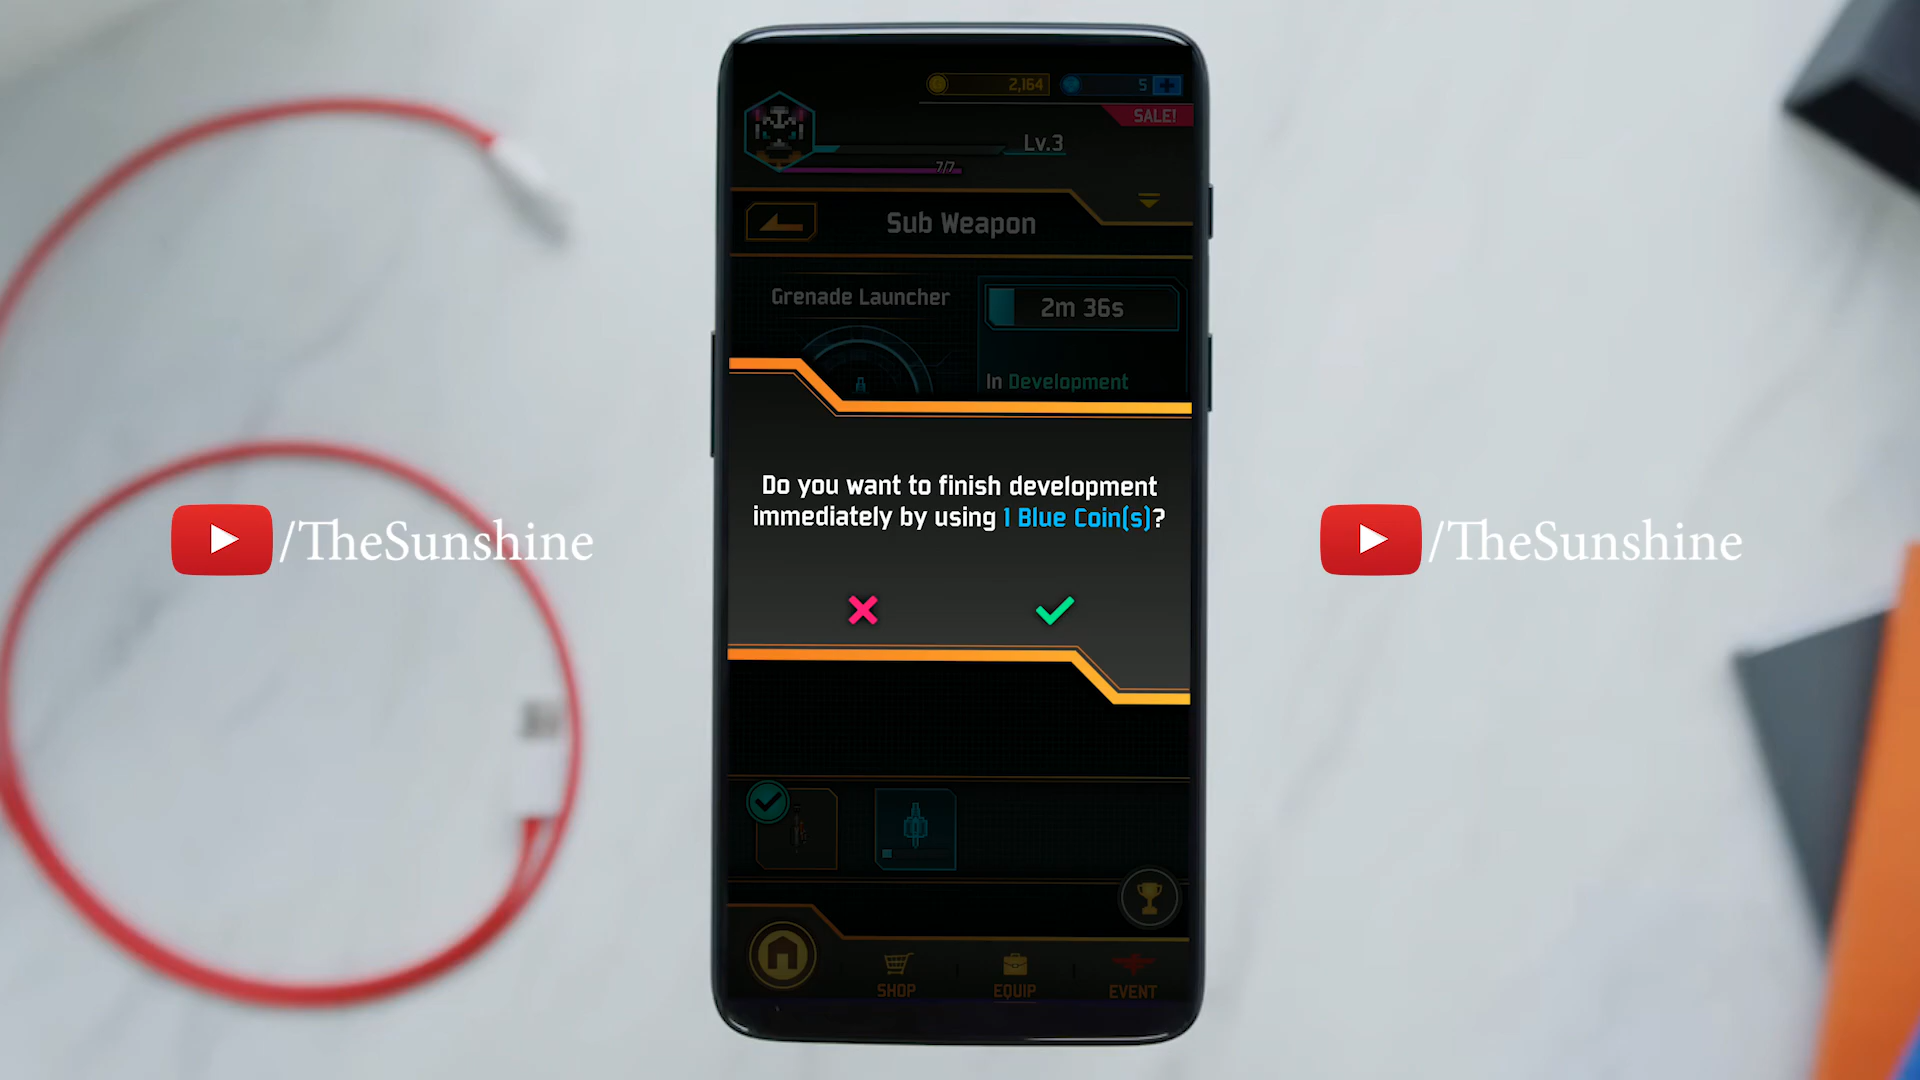 2,164
5
SALE!
Lv.3
7/7
Sub Weapon
Grenade Launcher
2m 36s
In Development
Do you want to finish development
immediately by using 1 Blue Coin(s)?
/TheSunshine
/TheSunshine
SHOP
EQUIP
EVENT